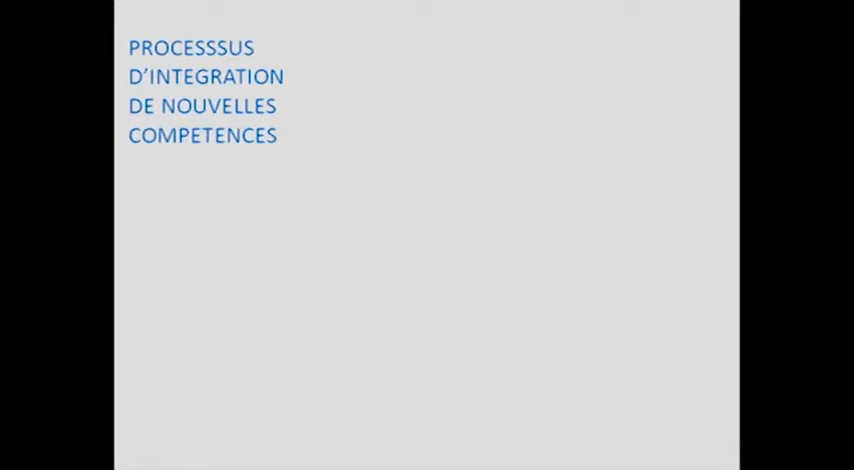 PROCESSSUS
D’INTEGRATION
DE NOUVELLES
COMPETENCES